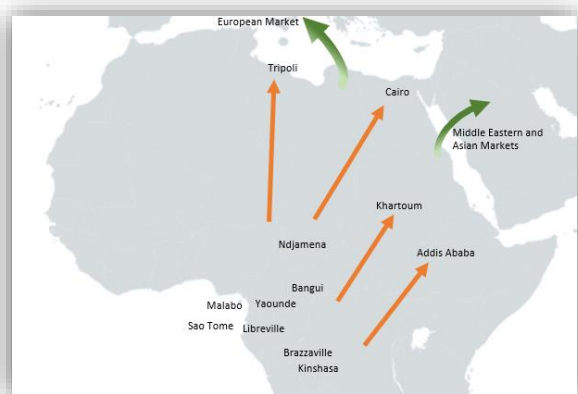 European Market
Tripoli
Cairo
Middle Eastern and
Asian Markets
Khartoum
Ndjamena
Addis Ababa
Bangui
Malabo
Yaounde
Sao Tome
Libreville
Brazzaville
Kinshasa